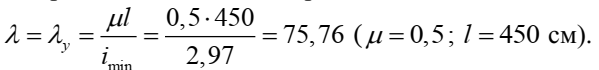 λ = λ_y = μl / i_min = 0,5·450 / 2,97 = 75,76 (μ = 0,5; l = 450 см).